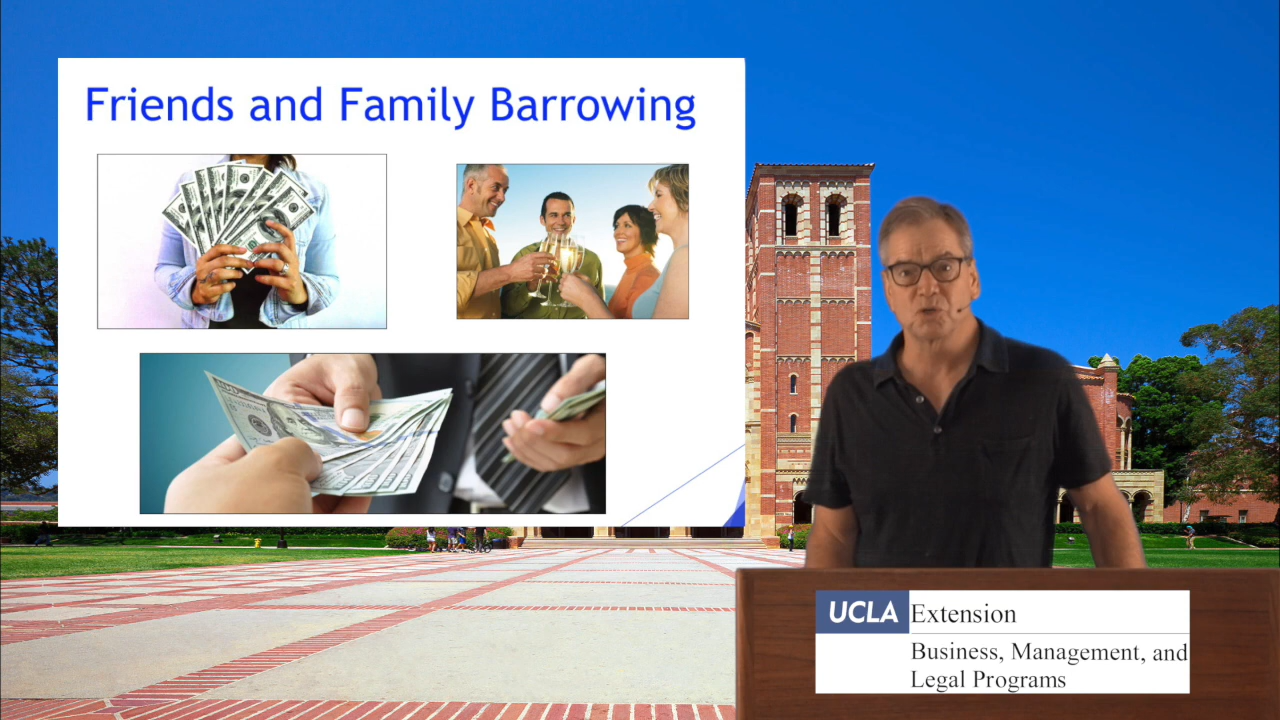 Friends and Family Barrowing
UCLA Extension
Business, Management, and
Legal Programs